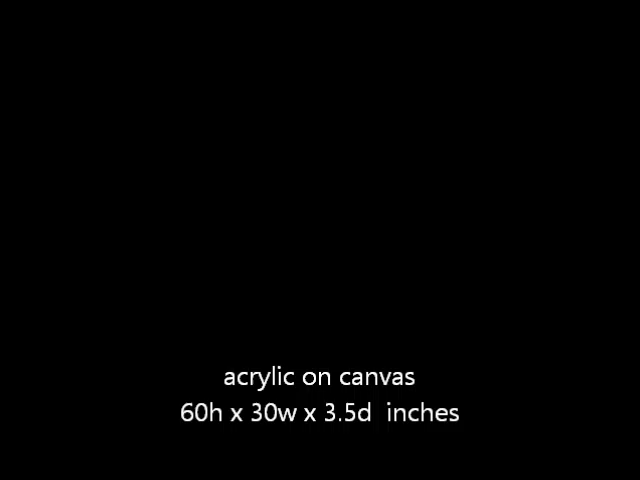 acrylic on canvas
60h x 30w x 3.5d  inches